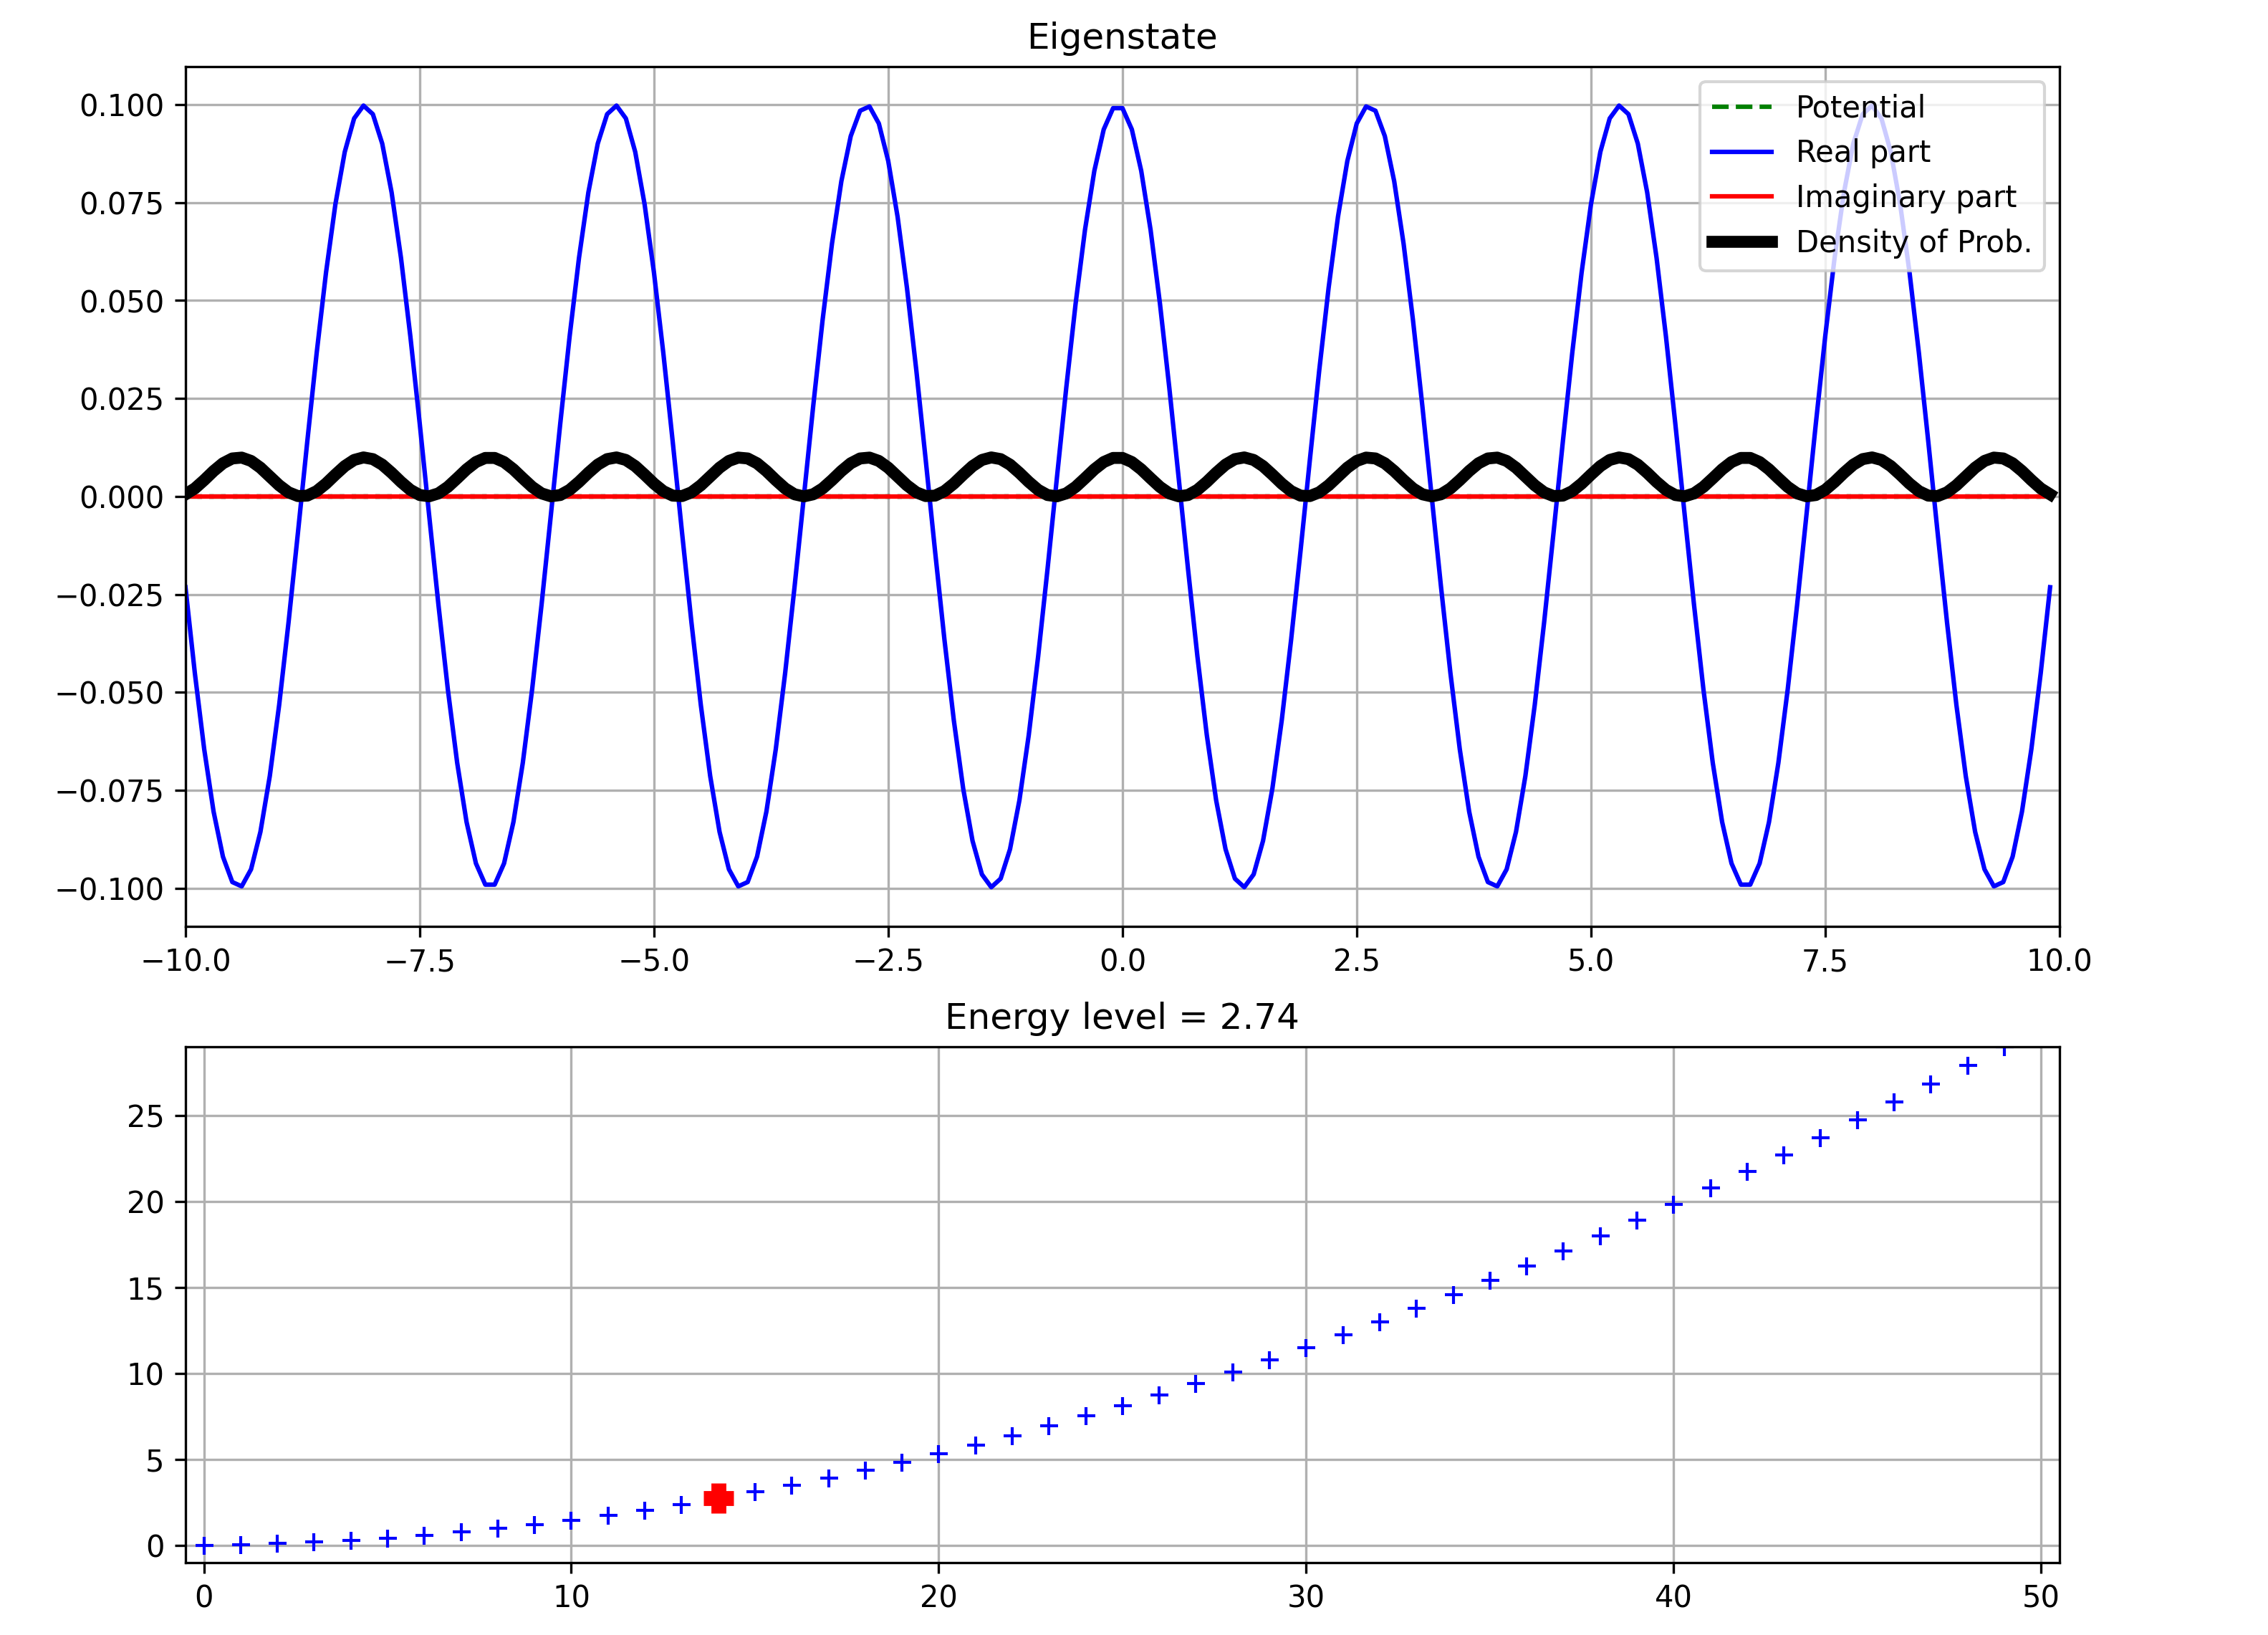 Eigenstate
0.100
0.075
0.050
0.025
0.000
−0.025
−0.050
−0.075
−0.100
Potential
Real part
Imaginary part
Density of Prob.
−10.0 −7.5 −5.0 −2.5 0.0 2.5 5.0 7.5 10.0
Energy level = 2.74
25
20
15
10
5
0
0 10 20 30 40 50